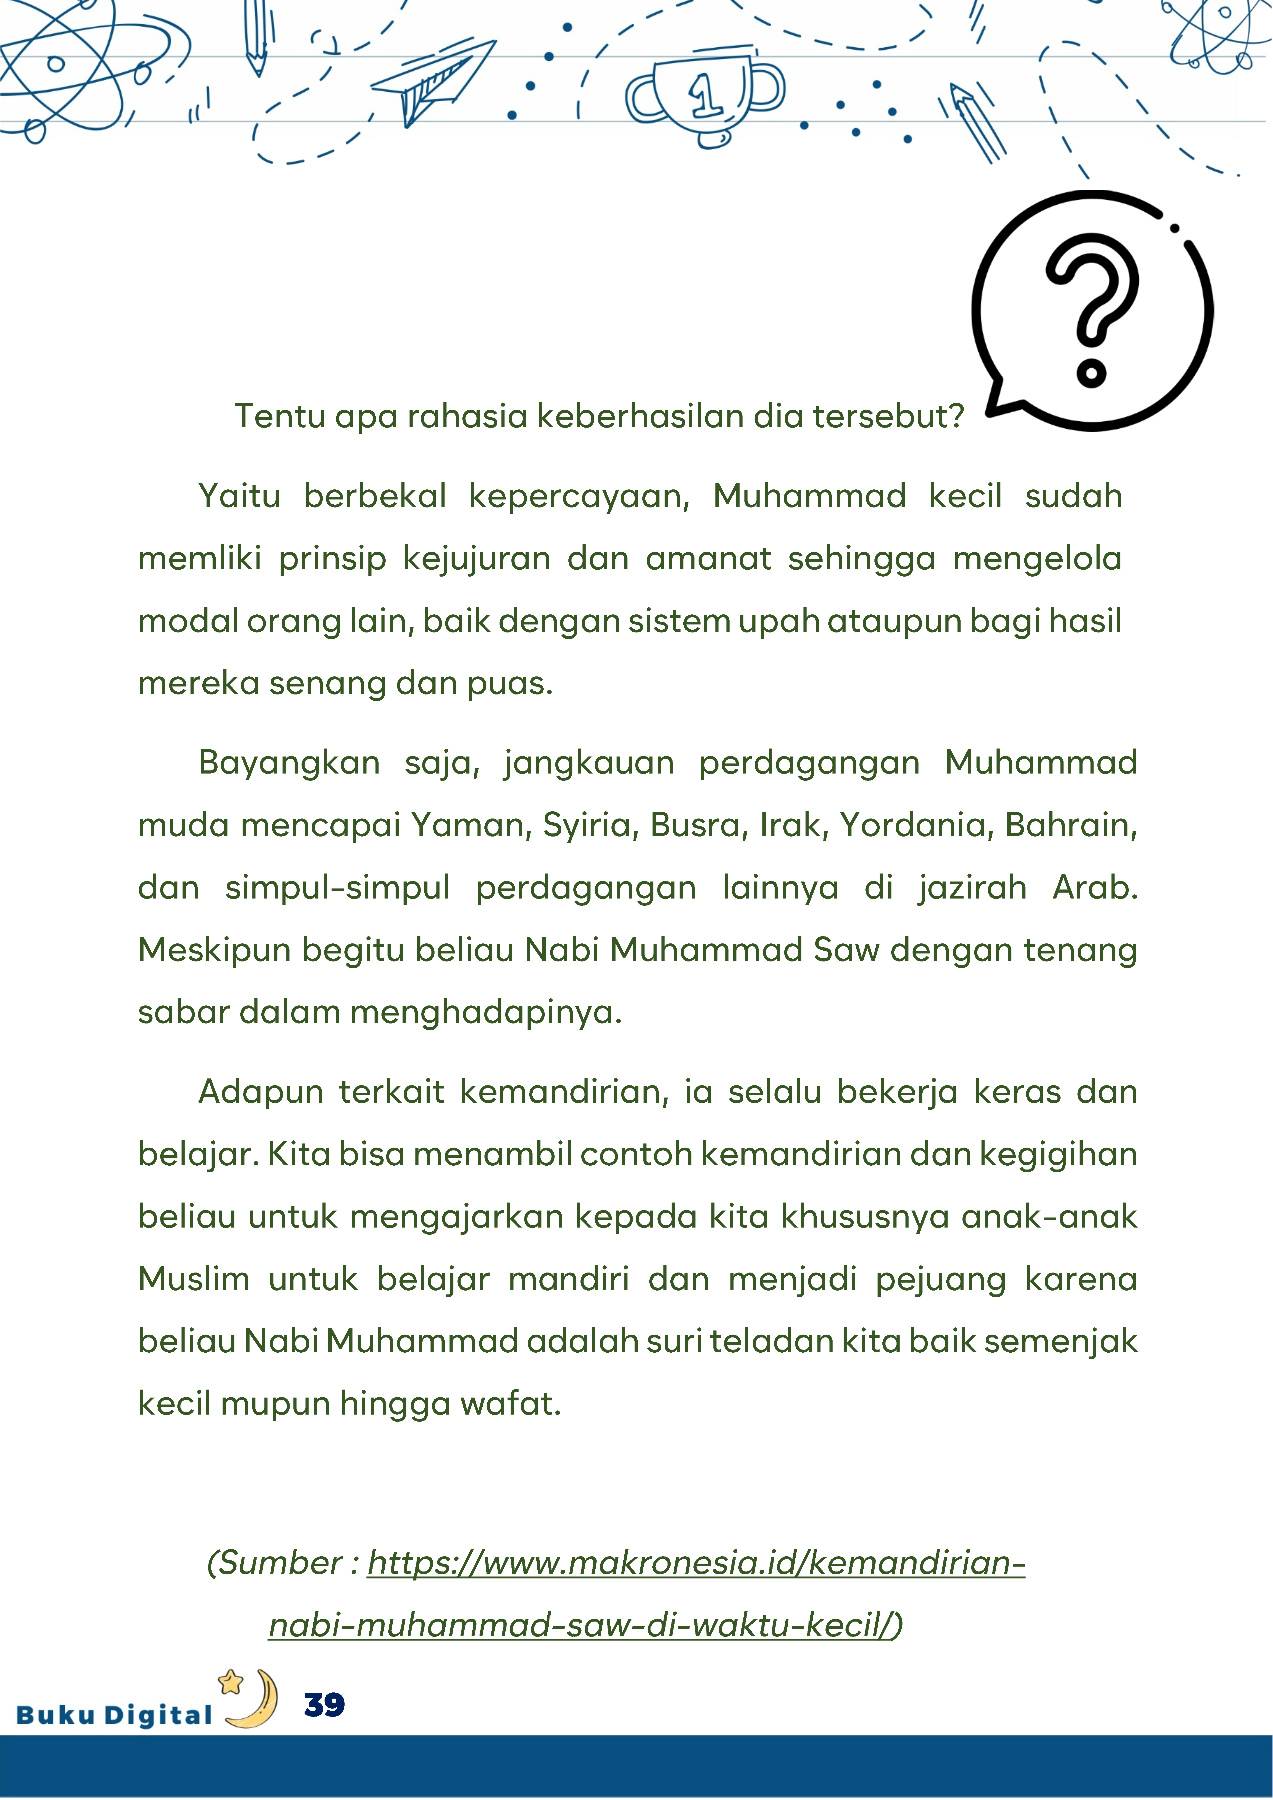 1
Tentu apa rahasia keberhasilan dia tersebut?
Yaitu berbekal kepercayaan, Muhammad kecil sudah
memliki prinsip kejujuran dan amanat sehingga mengelola
modal orang lain, baik dengan sistem upah ataupun bagi hasil
mereka senang dan puas.
Bayangkan saja, jangkauan perdagangan Muhammad
muda mencapai Yaman, Syiria, Busra, Irak, Yordania, Bahrain,
dan simpul-simpul perdagangan lainnya di jazirah Arab.
Meskipun begitu beliau Nabi Muhammad Saw dengan tenang
sabar dalam menghadapinya.
Adapun terkait kemandirian, ia selalu bekerja keras dan
belajar. Kita bisa menambil contoh kemandirian dan kegigihan
beliau untuk mengajarkan kepada kita khususnya anak-anak
Muslim untuk belajar mandiri dan menjadi pejuang karena
beliau Nabi Muhammad adalah suri teladan kita baik semenjak
kecil mupun hingga wafat.
(Sumber : https://www.makronesia.id/kemandirian-
nabi-muhammad-saw-di-waktu-kecil/)
Buku Digital 39